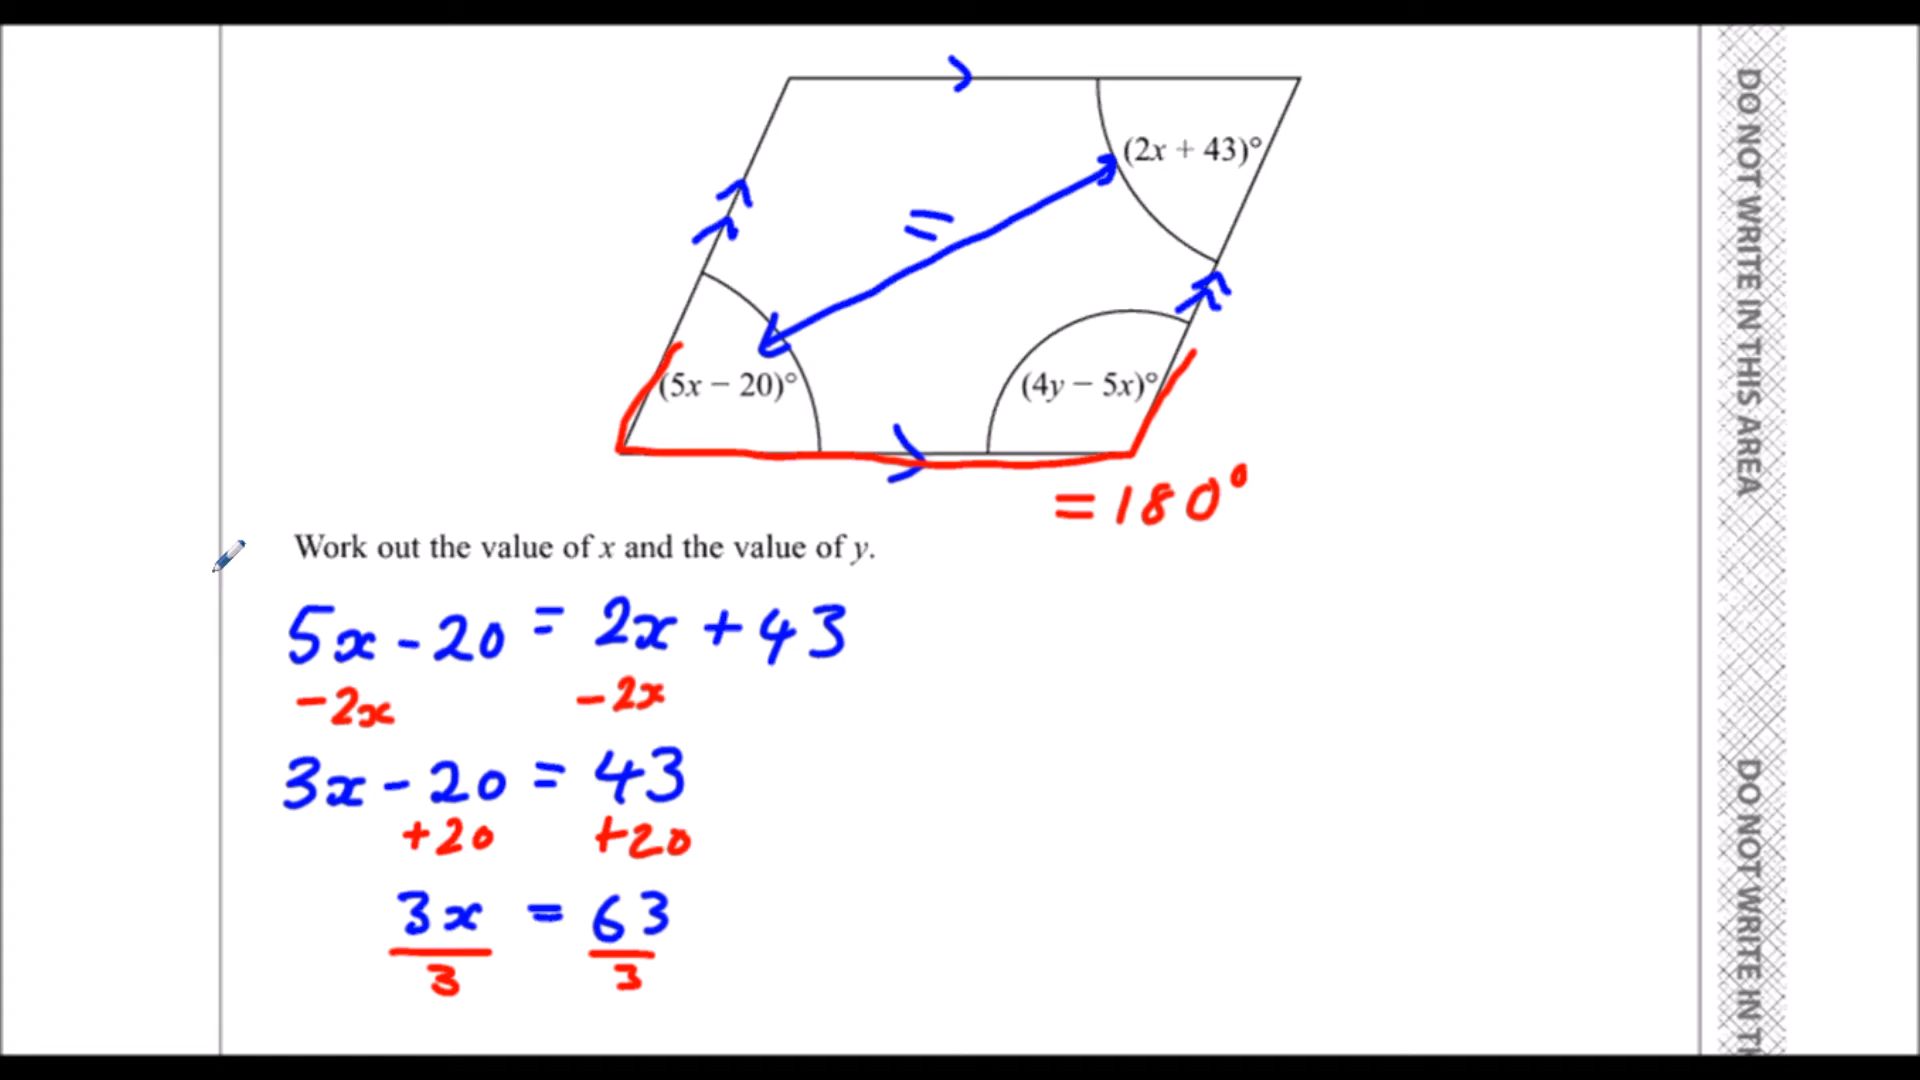 (2x + 43)°
=
(5x − 20)°
(4y − 5x)°
= 180°
Work out the value of x and the value of y.
5x - 20 = 2x + 43
- 2x - 2x
3x - 20 = 43
+ 20 + 20
3x = 63
3 3
DO NOT WRITE IN THIS AREA
DO NOT WRITE IN